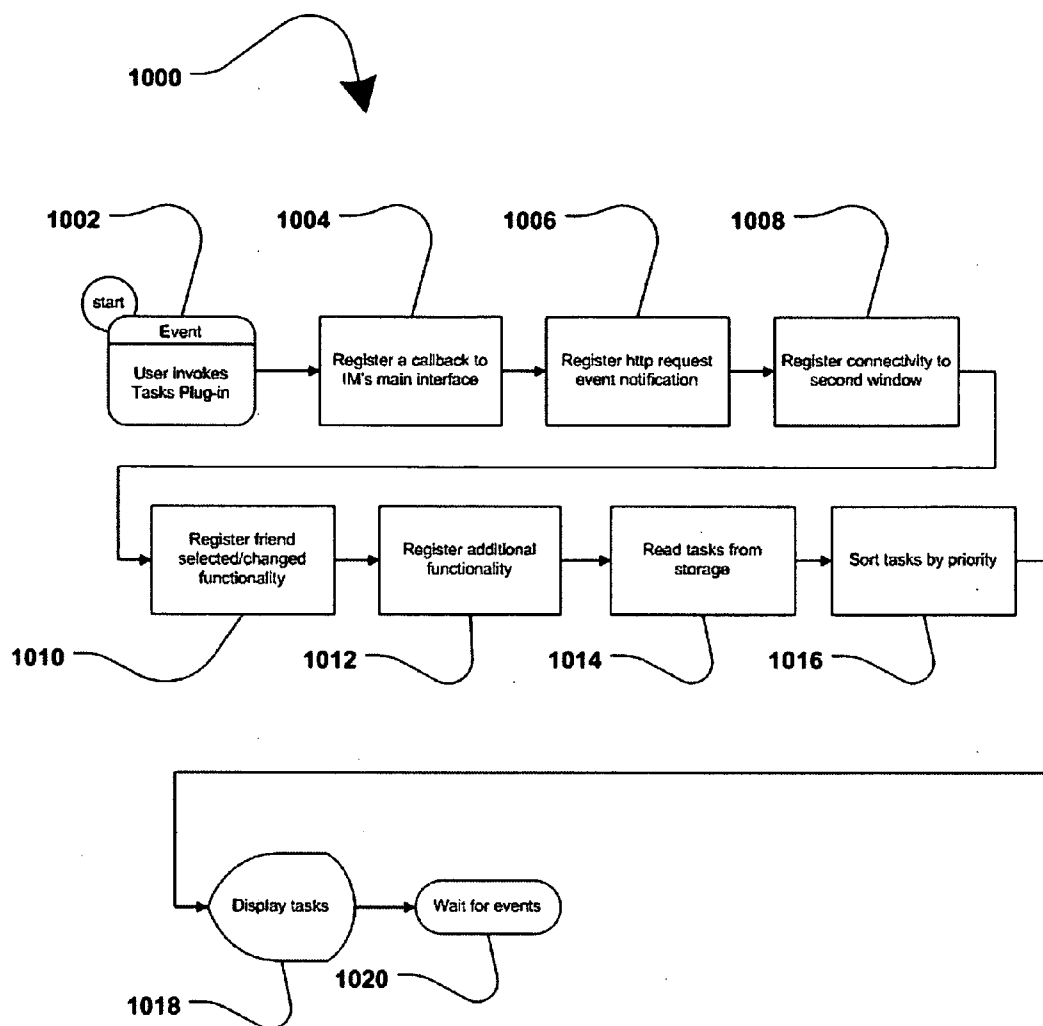 1000
1002
1004
1006
1008
start
Event
User invokes
Tasks Plug-in
Register a callback to
IM's main interface
Register http request
event notification
Register connectivity to
second window
Register friend
selected/changed
functionality
Register additional
functionality
Read tasks from
storage
Sort tasks by priority
1010
1012
1014
1016
Display tasks
Wait for events
1018
1020